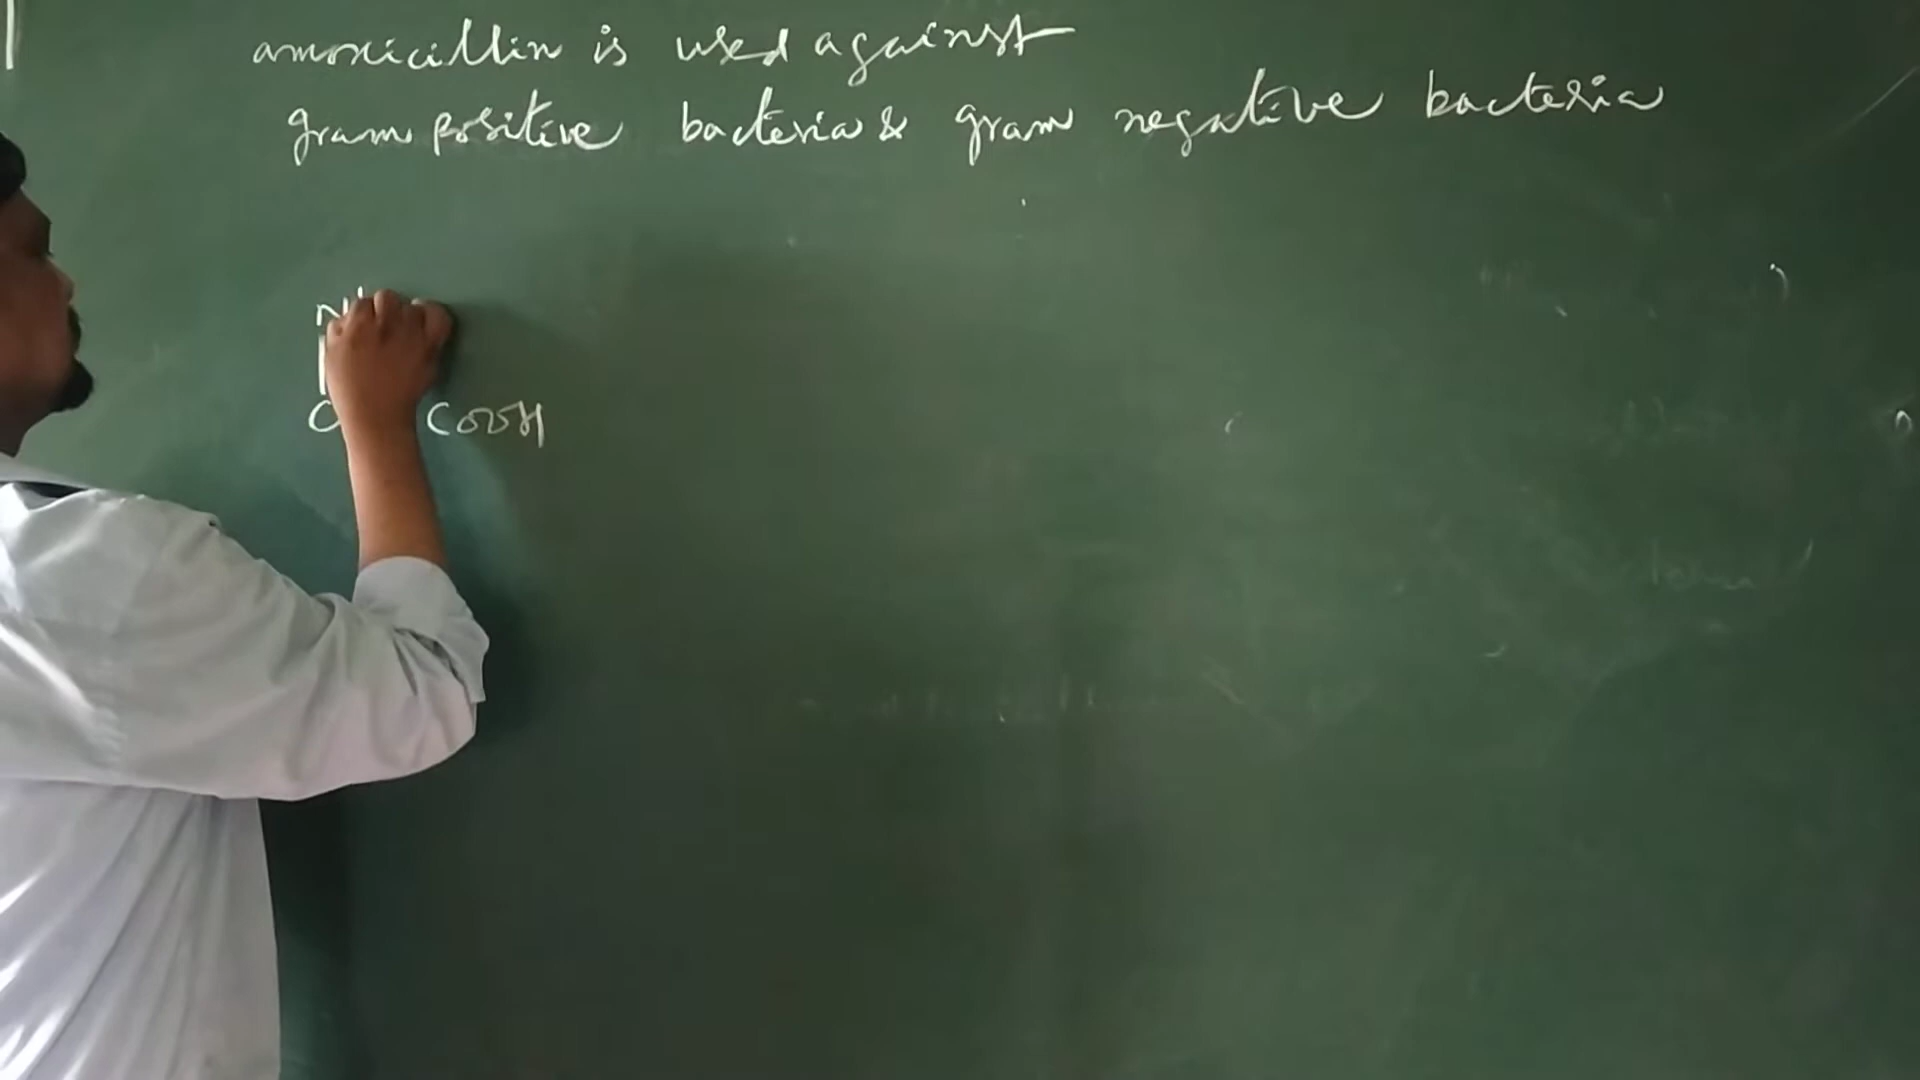 amoxicillin is used against
gram positive bacteria & gram negative bacteria
N
C COOH